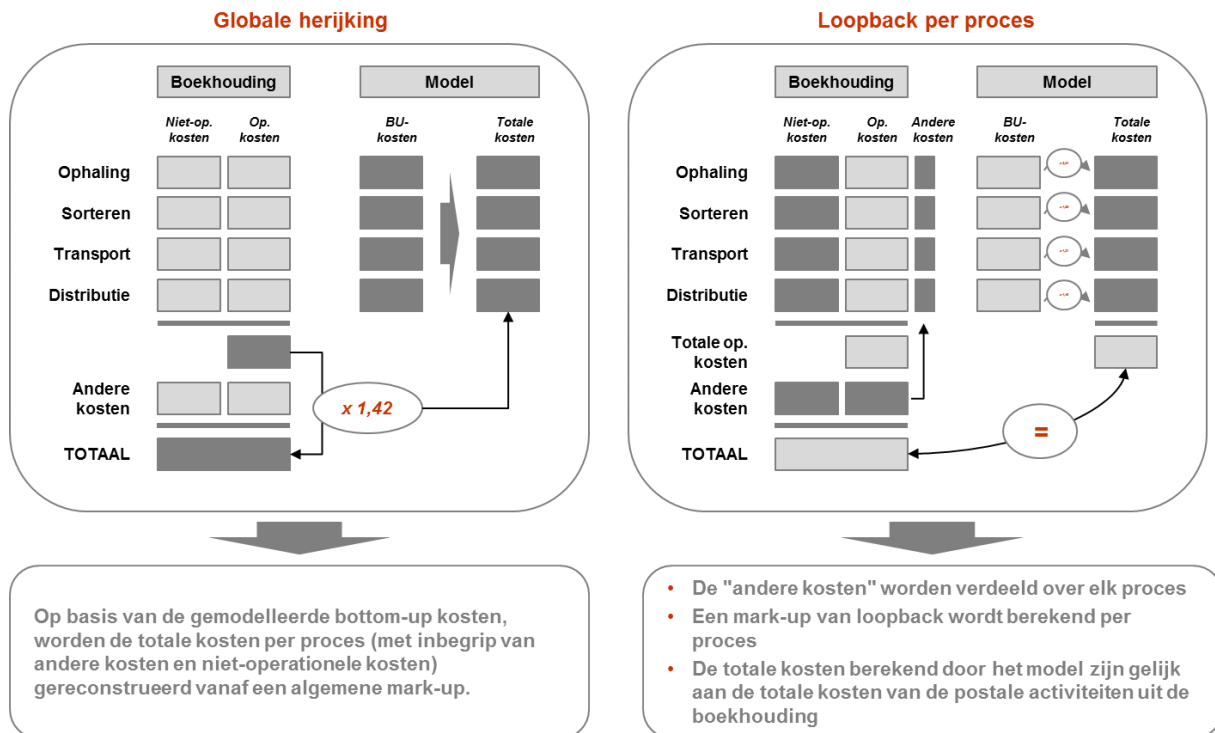 Globale herijking
Boekhouding
Model
Niet-op. kosten
Op. kosten
BU-kosten
Totale kosten
Ophaling
Sorteren
Transport
Distributie
Andere kosten
x 1,42
TOTAAL
Op basis van de gemodelleerde bottom-up kosten,
worden de totale kosten per proces (met inbegrip van
andere kosten en niet-operationele kosten)
gereconstrueerd vanaf een algemene mark-up.
Loopback per proces
Boekhouding
Model
Niet-op. kosten
Op. kosten
Andere kosten
BU-kosten
Totale kosten
Ophaling
Sorteren
Transport
Distributie
Totale op. kosten
Andere kosten
=
TOTAAL
• De "andere kosten" worden verdeeld over elk proces
• Een mark-up van loopback wordt berekend per
proces
• De totale kosten berekend door het model zijn gelijk
aan de totale kosten van de postale activiteiten uit de
boekhouding